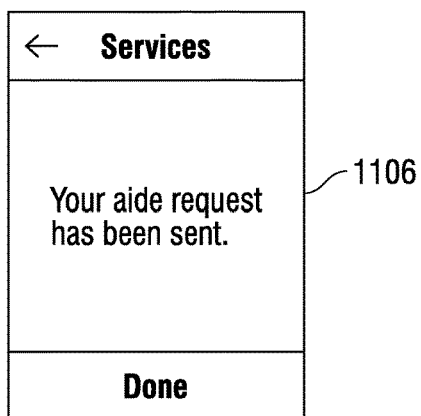 ← Services
Your aide request
has been sent.
1106
Done